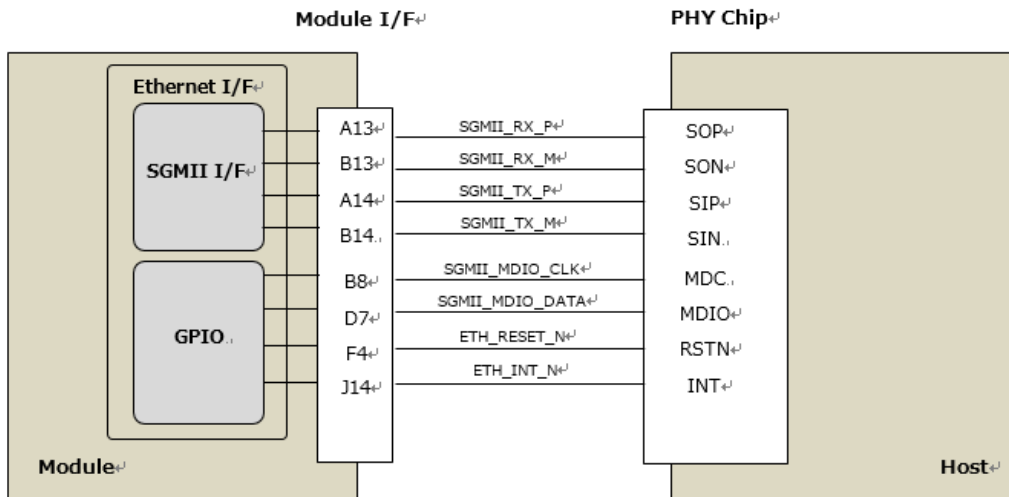 Module I/F
PHY Chip
Ethernet I/F
SGMII I/F
GPIO
A13
B13
A14
B14
B8
D7
F4
J14
SGMII_RX_P
SGMII_RX_M
SGMII_TX_P
SGMII_TX_M
SGMII_MDIO_CLK
SGMII_MDIO_DATA
ETH_RESET_N
ETH_INT_N
SOP
SON
SIP
SIN
MDC
MDIO
RSTN
INT
Module
Host